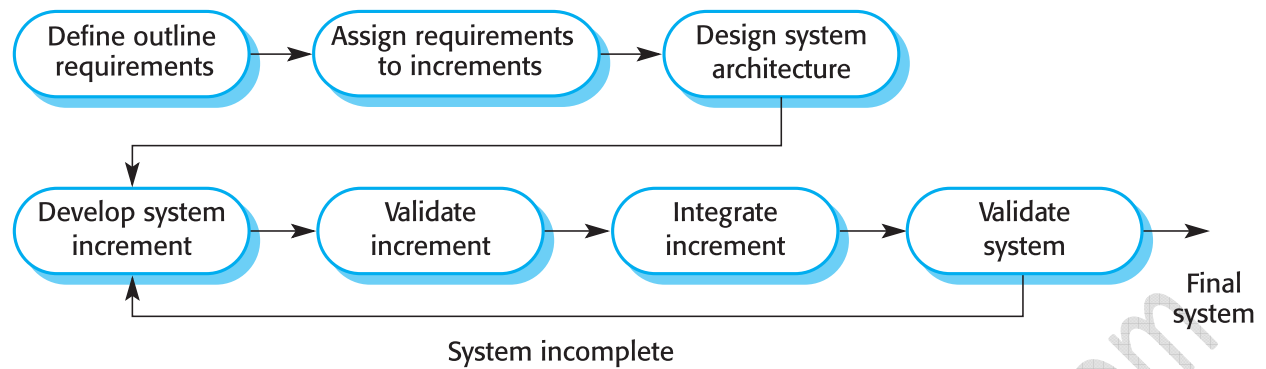 Define outline
requirements
Assign requirements
to increments
Design system
architecture
Develop system
increment
Validate
increment
Integrate
increment
Validate
system
Final
system
System incomplete